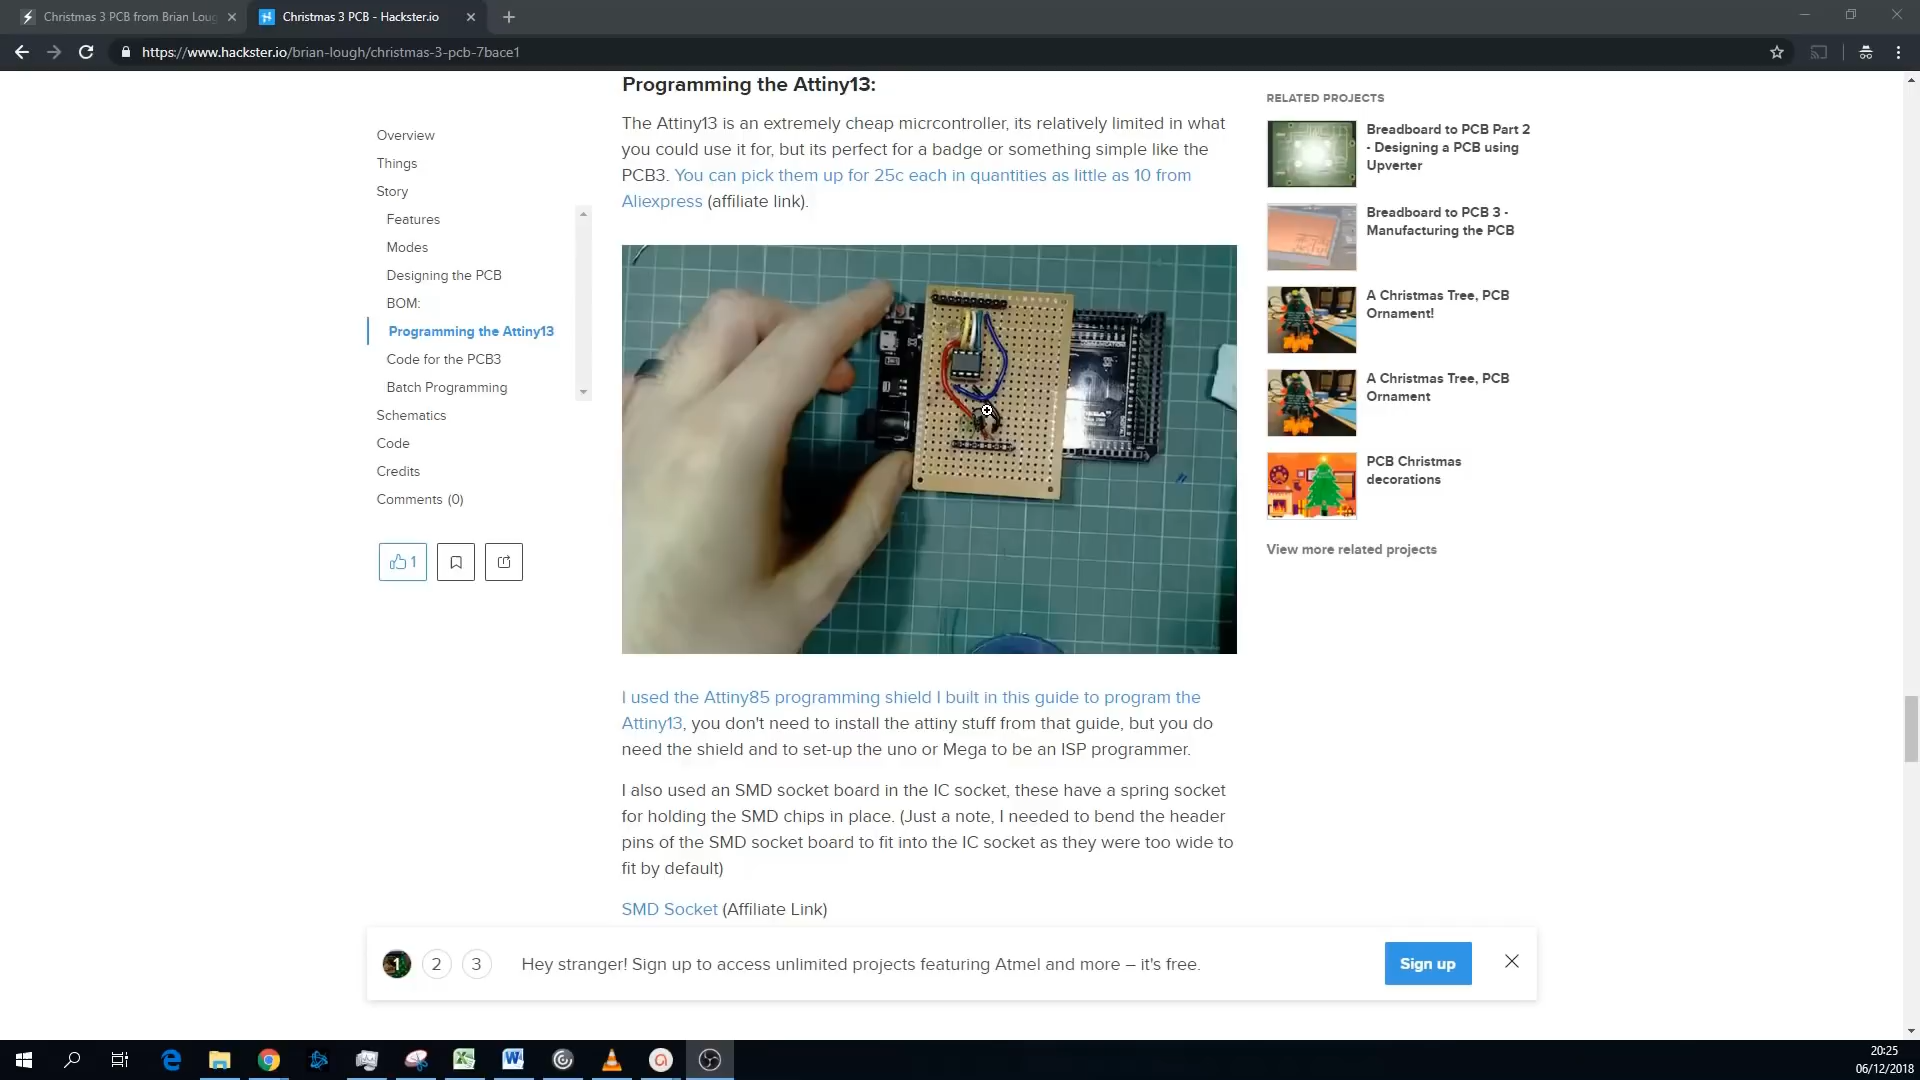 Christmas 3 PCB from Brian Loug
Christmas 3 PCB - Hackster.io
https://www.hackster.io/brian-lough/christmas-3-pcb-7bace1
Overview
Things
Story
Features
Modes
Designing the PCB
BOM:
Programming the Attiny13
Code for the PCB3
Batch Programming
Schematics
Code
Credits
Comments (0)
1
Programming the Attiny13:
The Attiny13 is an extremely cheap micrcontroller, its relatively limited in what
you could use it for, but its perfect for a badge or something simple like the
PCB3. You can pick them up for 25c each in quantities as little as 10 from
Aliexpress (affiliate link).
I used the Attiny85 programming shield I built in this guide to program the
Attiny13, you don't need to install the attiny stuff from that guide, but you do
need the shield and to set-up the uno or Mega to be an ISP programmer.
I also used an SMD socket board in the IC socket, these have a spring socket
for holding the SMD chips in place. (Just a note, I needed to bend the header
pins of the SMD socket board to fit into the IC socket as they were too wide to
fit by default)
SMD Socket (Affiliate Link)
RELATED PROJECTS
Breadboard to PCB Part 2
- Designing a PCB using
Upverter
Breadboard to PCB 3 -
Manufacturing the PCB
A Christmas Tree, PCB
Ornament!
A Christmas Tree, PCB
Ornament
PCB Christmas
decorations
View more related projects
1 2 3 Hey stranger! Sign up to access unlimited projects featuring Atmel and more – it's free. Sign up
20:25
06/12/2018